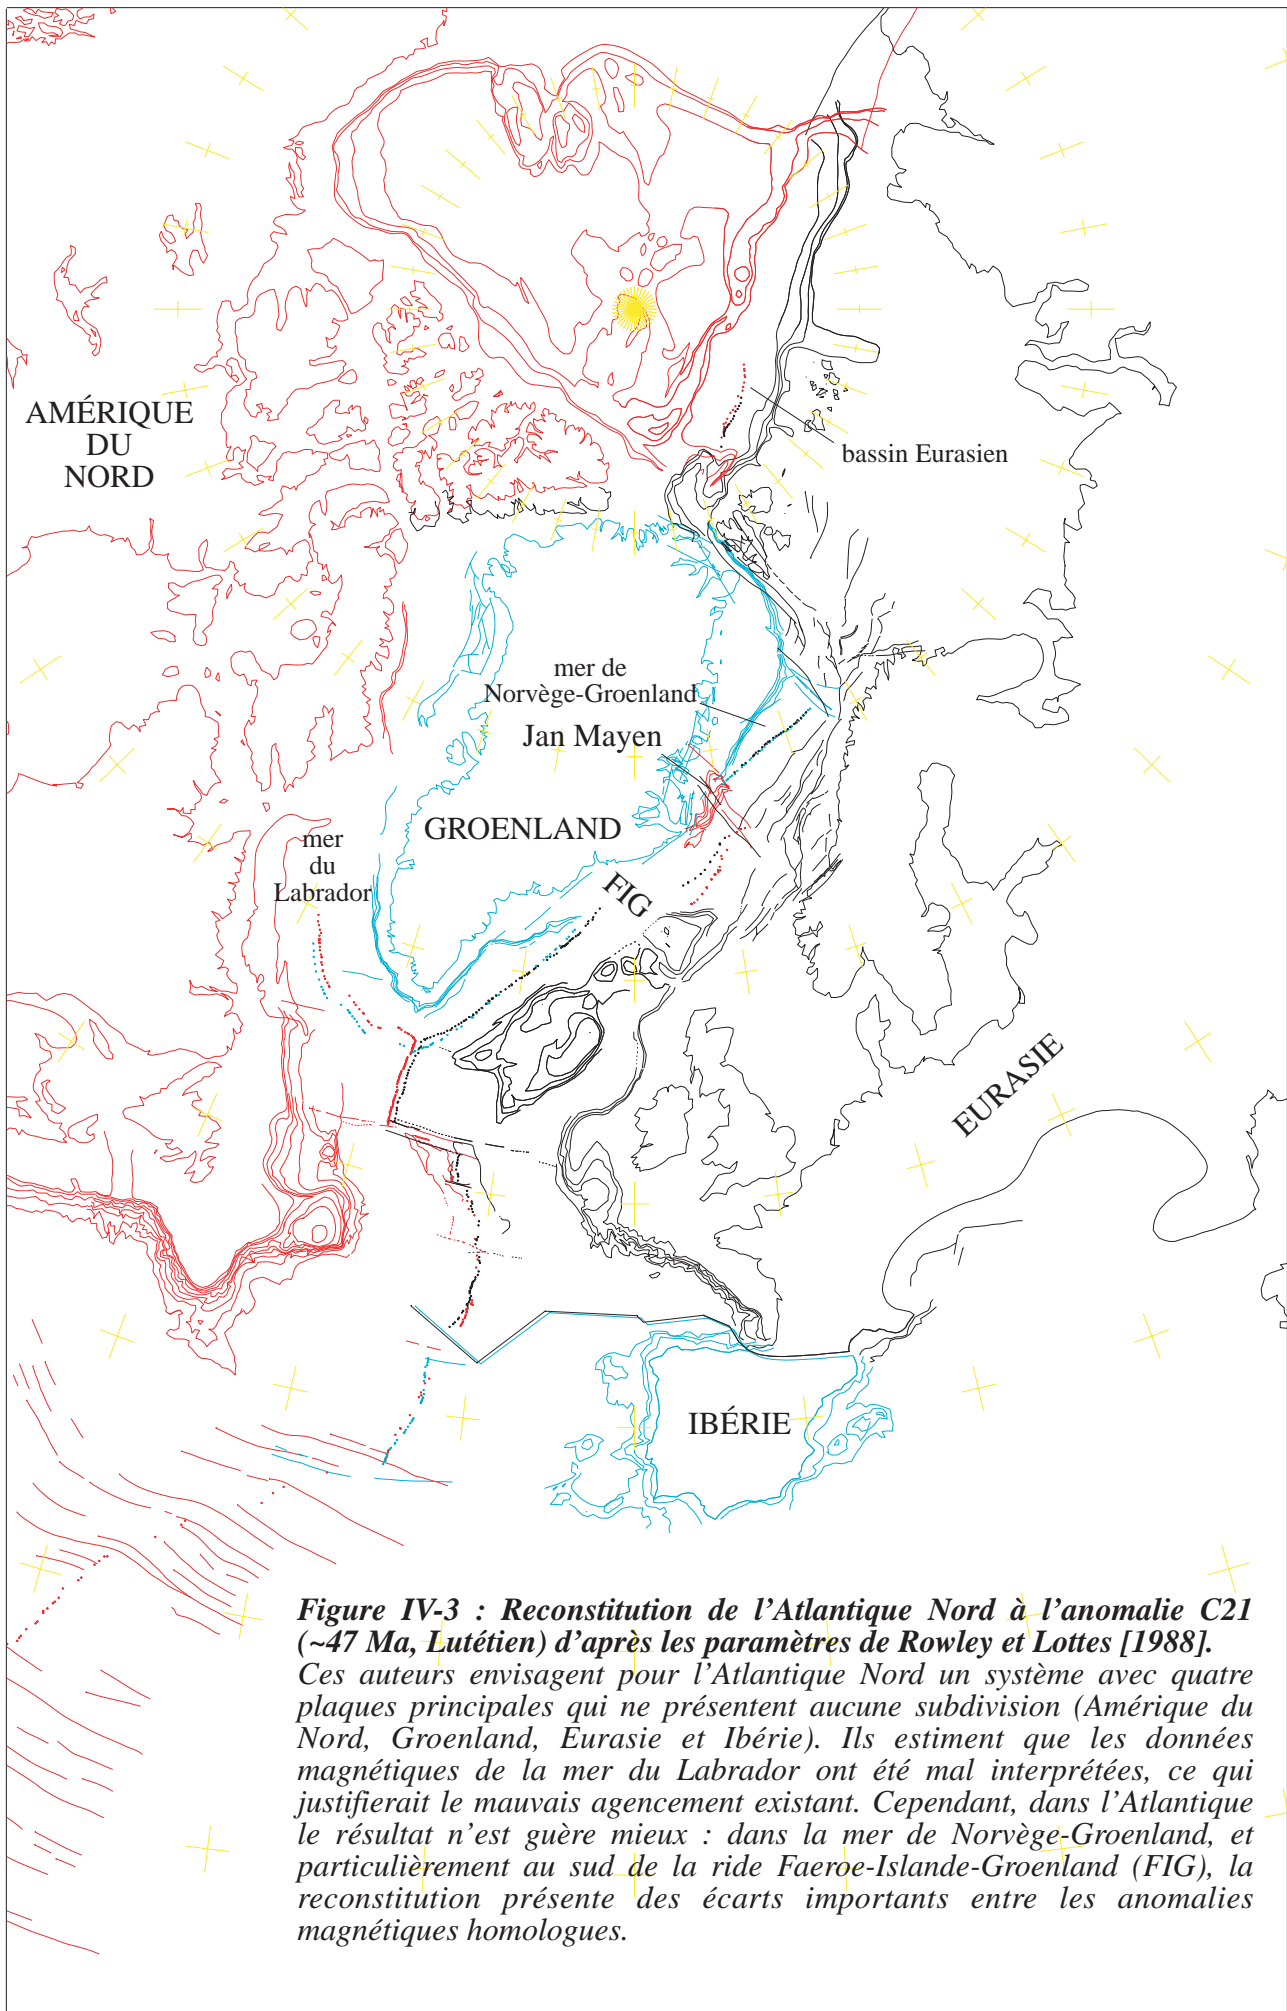 AMÉRIQUE
DU
NORD
bassin Eurasien
mer de
Norvège-Groenland
Jan Mayen
GROENLAND
mer
du
Labrador
FIG
EURASIE
IBÉRIE
Figure IV-3 : Reconstitution de l’Atlantique Nord à l’anomalie C21
(~47 Ma, Lutétien) d’après les paramètres de Rowley et Lottes [1988].
Ces auteurs envisagent pour l’Atlantique Nord un système avec quatre
plaques principales qui ne présentent aucune subdivision (Amérique du
Nord, Groenland, Eurasie et Ibérie). Ils estiment que les données
magnétiques de la mer du Labrador ont été mal interprétées, ce qui
justifierait le mauvais agencement existant. Cependant, dans l’Atlantique
le résultat n’est guère mieux : dans la mer de Norvège-Groenland, et
particulièrement au sud de la ride Faeroe-Islande-Groenland (FIG), la
reconstitution présente des écarts importants entre les anomalies
magnétiques homologues.